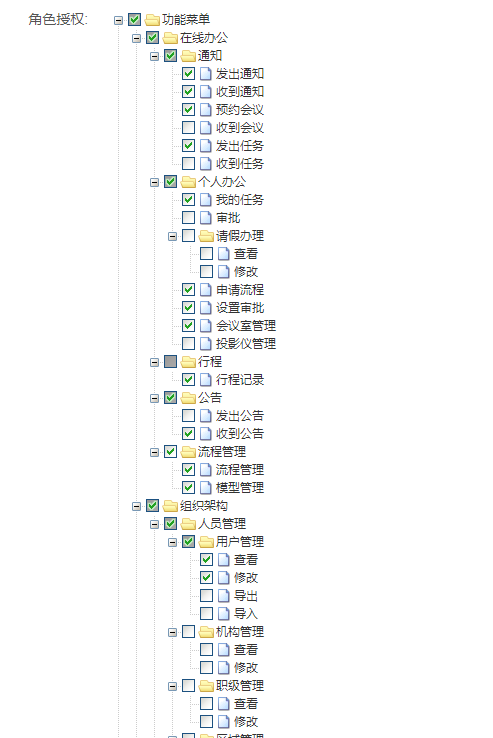 角色授权: 功能菜单
在线办公
通知
发出通知
收到通知
预约会议
收到会议
发出任务
收到任务
个人办公
我的任务
审批
请假办理
查看
修改
申请流程
设置审批
会议室管理
投影仪管理
行程
行程记录
公告
发出公告
收到公告
流程管理
流程管理
模型管理
组织架构
人员管理
用户管理
查看
修改
导出
导入
机构管理
查看
修改
职级管理
查看
修改
区域管理